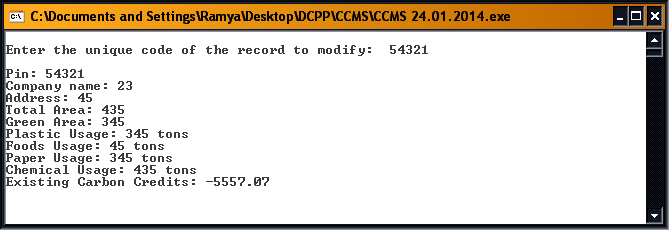 C:\Documents and Settings\Ramya\Desktop\DCPP\CCMS\CCMS 24.01.2014.exe
Enter the unique code of the record to modify:  54321
Pin: 54321
Company name: 23
Address: 45
Total Area: 435
Green Area: 345
Plastic Usage: 345 tons
Foods Usage: 45 tons
Paper Usage: 345 tons
Chemical Usage: 435 tons
Existing Carbon Credits: -5557.07